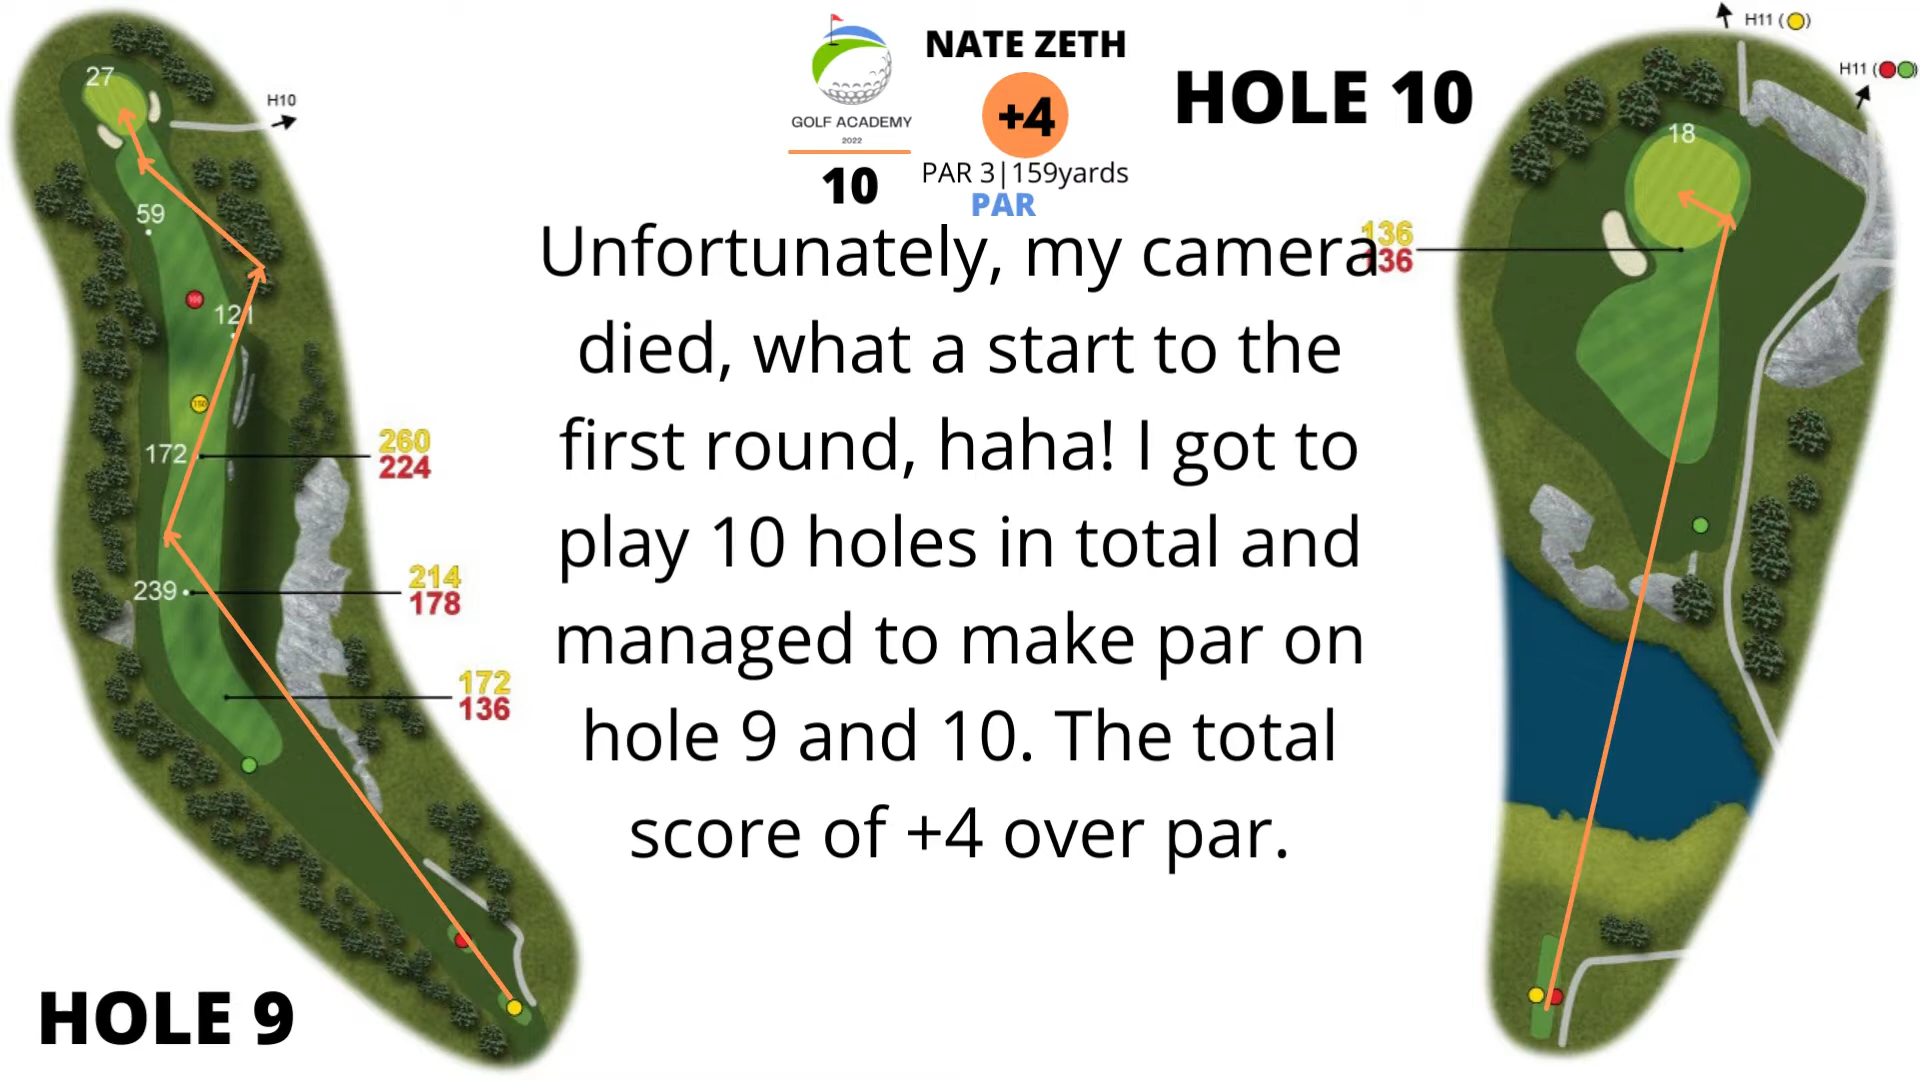 27
H10
59
121
172
260
224
239
214
178
172
136
HOLE 9
GOLF ACADEMY
2022
10
NATE ZETH
+4
PAR 3|159yards
PAR
Unfortunately, my camera
died, what a start to the
first round, haha! I got to
play 10 holes in total and
managed to make par on
hole 9 and 10. The total
score of +4 over par.
HOLE 10
H11 ( )
H11 ( )
18
136
136